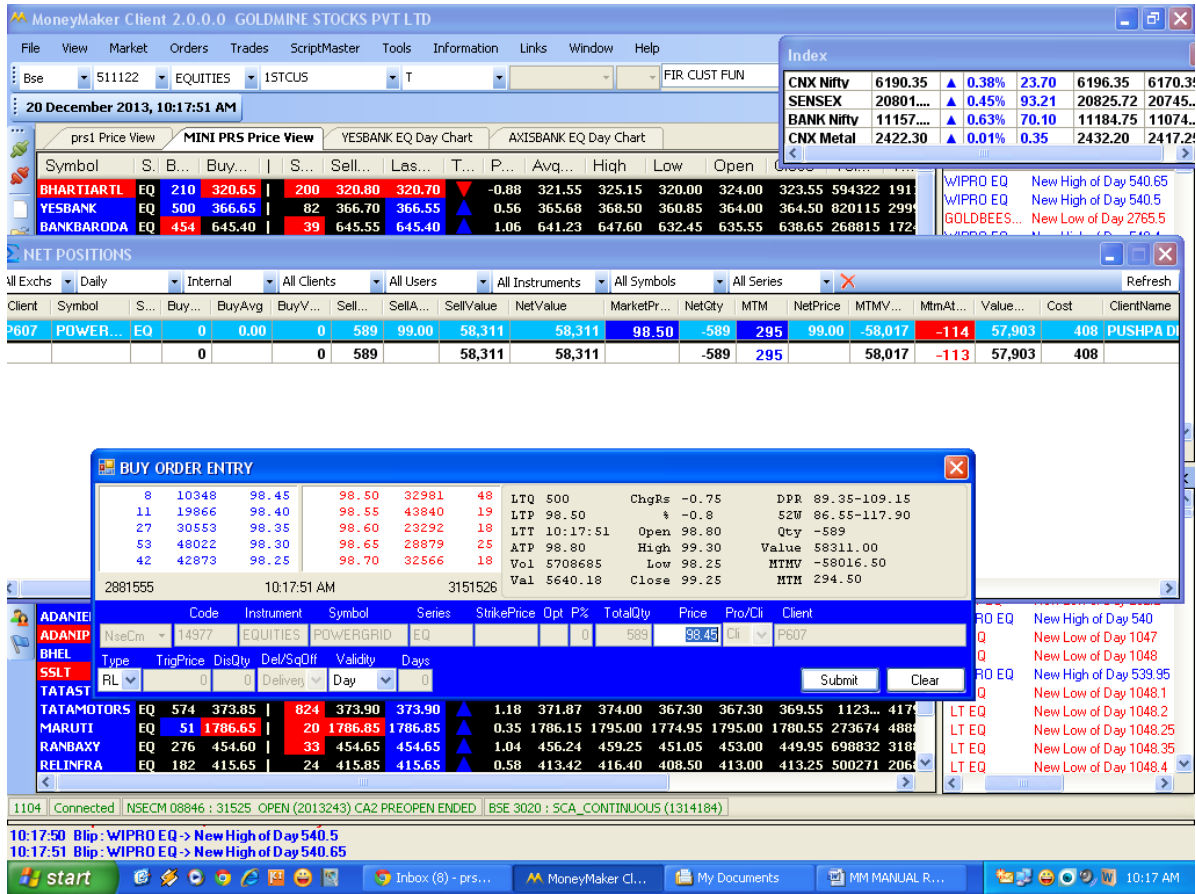 MoneyMaker Client 2.0.0.0 GOLDMINE STOCKS PVT LTD
File View Market Orders Trades ScriptMaster Tools Information Links Window Help
Bse 511122 EQUITIES 1STCUS T FIR CUST FUN
20 December 2013, 10:17:51 AM
Index
CNX Nifty 6190.35 ▲ 0.38% 23.70 6196.35 6170.35
SENSEX 20801.... ▲ 0.45% 93.21 20825.72 20745..
BANK Nifty 11157.... ▲ 0.63% 70.10 11184.75 11074..
CNX Metal 2422.30 ▲ 0.01% 0.35 2432.20 2417.25
prs1 Price View MINI PRS Price View YESBANK EQ Day Chart AXISBANK EQ Day Chart
Symbol S. B... Buy... | S... Sell... Las... T... P... Avg... High Low Open
BHARTIARTL EQ 210 320.65 | 200 320.80 320.70 ▼ -0.88 321.55 325.15 320.00 324.00 323.55 594322 191
YESBANK EQ 500 366.65 | 82 366.70 366.55 ▲ 0.56 365.68 368.50 360.85 364.00 364.50 820115 299
BANKBARODA EQ 454 645.40 | 39 645.55 645.40 ▲ 1.06 641.23 647.60 632.45 635.55 638.65 268815 172
WIPRO EQ New High of Day 540.65
WIPRO EQ New High of Day 540.5
GOLDBEES... New Low of Day 2765.5
NET POSITIONS
All Exchs Daily Internal All Clients All Users All Instruments All Symbols All Series Refresh
Client Symbol S... Buy... BuyAvg BuyV... Sell... SellA... SellValue NetValue MarketPr... NetQty MTM NetPrice MTMV... MtmAt... Value... Cost ClientName
P607 POWER... EQ 0 0.00 0 589 99.00 58,311 58,311 98.50 -589 295 99.00 -58,017 -114 57,903 408 PUSHPA DI
0 0 589 58,311 58,311 -589 295 58,017 -113 57,903 408
BUY ORDER ENTRY
8 10348 98.45 98.50 32981 48
11 19866 98.40 98.55 43840 19
27 30553 98.35 98.60 23292 18
53 48022 98.30 98.65 28879 25
42 42873 98.25 98.70 32566 18
2881555 10:17:51 AM 3151526
LTQ 500 ChgRs -0.75 DPR 89.35-109.15
LTP 98.50 % -0.8 52W 86.55-117.90
LTT 10:17:51 Open 98.80 Qty -589
ATP 98.80 High 99.30 Value 58311.00
Vol 5708685 Low 98.25 MTMV -58016.50
Val 5640.18 Close 99.25 MTM 294.50
Code Instrument Symbol Series StrikePrice Opt P% TotalQty Price Pro/Cli Client
NseCm 14977 EQUITIES POWERGRID EQ 0 589 98.45 Cli P607
Type TrigPrice DisQty Del/SqOff Validity Days
RL 0 0 Delivery Day 0 Submit Clear
ADANIE
ADANIP
BHEL
SSLT
TATAST
TATAMOTORS EQ 574 373.85 | 824 373.90 373.90 ▲ 1.18 371.87 374.00 367.30 367.30 369.55 1123... 417
MARUTI EQ 51 1786.65 | 20 1786.85 1786.85 ▲ 0.35 1786.15 1795.00 1774.95 1795.00 1780.55 273674 488
RANBAXY EQ 276 454.60 | 33 454.65 454.65 ▲ 1.04 456.24 459.25 451.05 453.00 449.95 698832 318
RELINFRA EQ 182 415.65 | 24 415.85 415.65 ▲ 0.58 413.42 416.40 408.50 413.00 413.25 500271 206
RO EQ New High of Day 540
Q New Low of Day 1047
Q New Low of Day 1048
RO EQ New High of Day 539.95
Q New Low of Day 1048.1
LT EQ New Low of Day 1048.2
LT EQ New Low of Day 1048.25
LT EQ New Low of Day 1048.35
LT EQ New Low of Day 1048.4
1104 Connected NSECM 08846 : 31525 OPEN (2013243) CA2 PREOPEN ENDED BSE 3020 : SCA_CONTINUOUS (1314184)
10:17:50 Blip : WIPRO EQ -> New High of Day 540.5
10:17:51 Blip : WIPRO EQ -> New High of Day 540.65
start Inbox (8) - prs... MoneyMaker Cl... My Documents MM MANUAL R... 10:17 AM